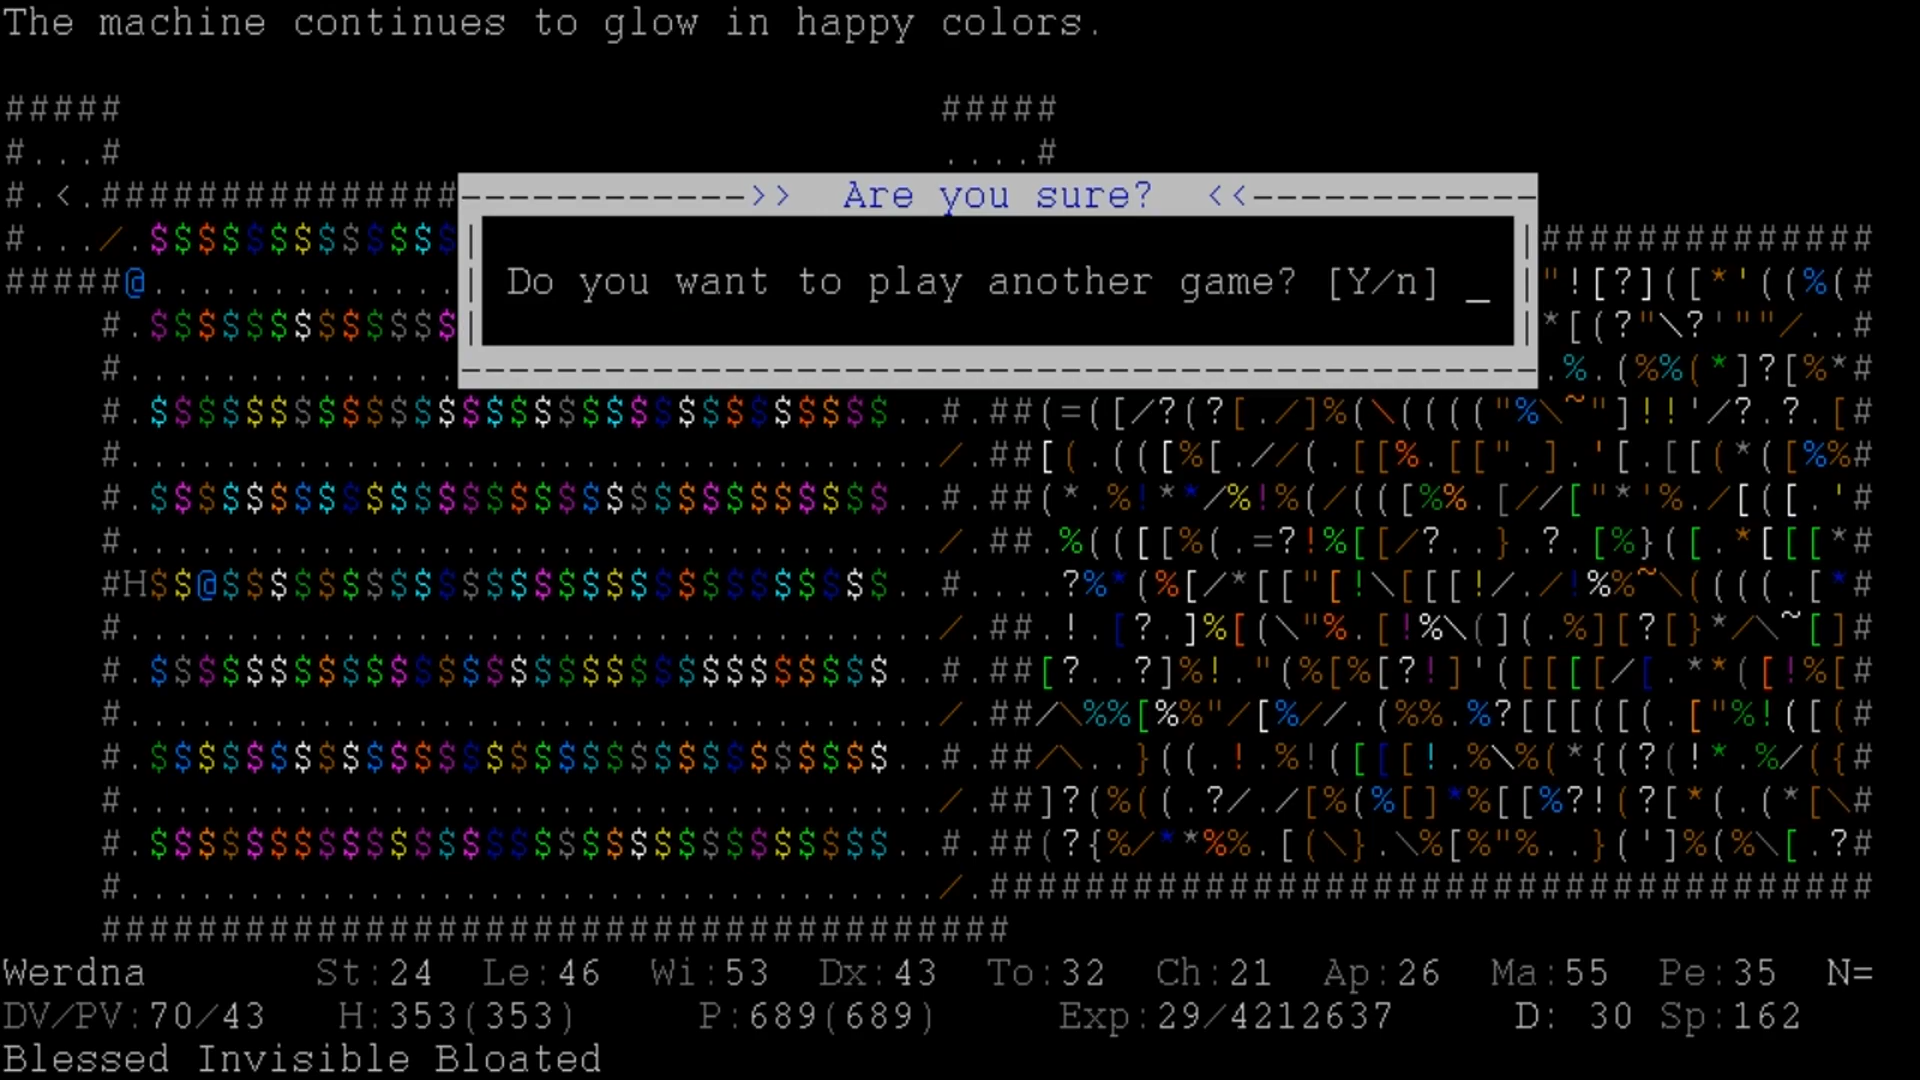 The machine continues to glow in happy colors.
>> Are you sure? <<
Do you want to play another game? [Y/n] _
Werdna St:24 Le:46 Wi:53 Dx:43 To:32 Ch:21 Ap:26 Ma:55 Pe:35 N=
DV/PV:70/43 H:353(353) P:689(689) Exp:29/4212637 D: 30 Sp:162
Blessed Invisible Bloated